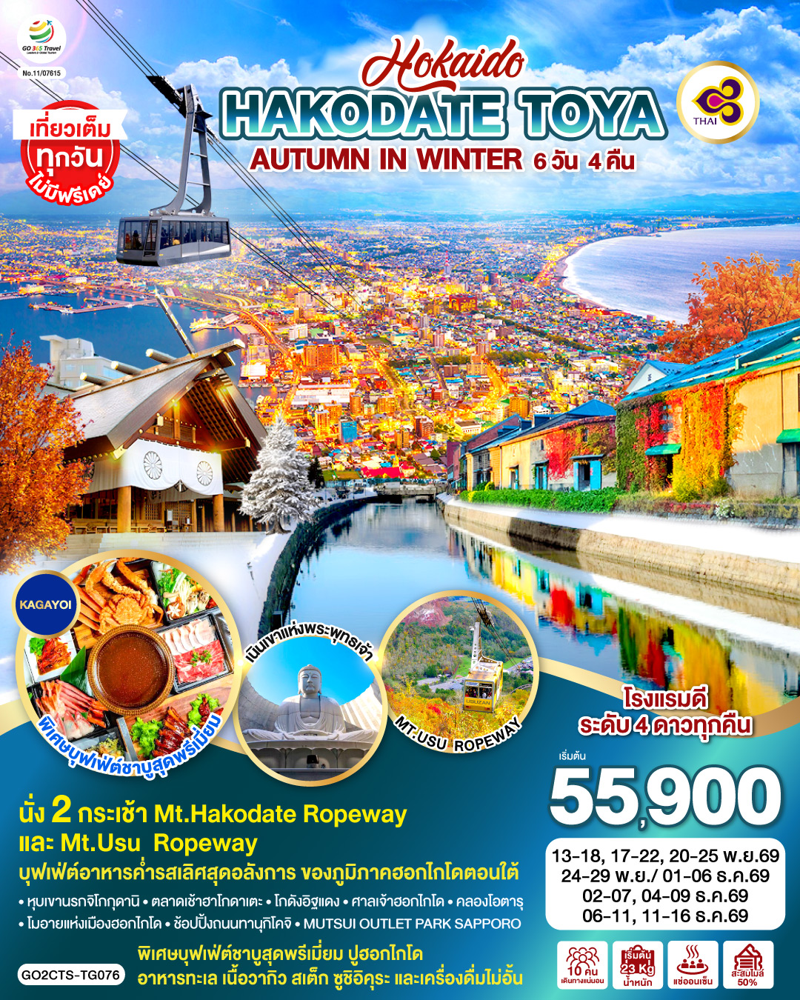 GO 365 Travel
Leaders in Global Tourism
No.11/07615
Hokaido
HAKODATE TOYA
AUTUMN IN WINTER 6 วัน 4 คืน
THAI
เที่ยวเต็ม
ทุกวัน
ไม่มีฟรีเดย์
KAGAYOI
พิเศษบุฟเฟ่ต์ชาบูสุดพรีเมี่ยม
เนินเขาแห่งพระพุทธเจ้า
USUZAN
MT.USU ROPEWAY
โรงแรมดี
ระดับ 4 ดาวทุกคืน
เริ่มต้น
55,900
นั่ง 2 กระเช้า Mt.Hakodate Ropeway
และ Mt.Usu Ropeway
บุฟเฟ่ต์อาหารค่ำรสเลิศสุดอลังการ ของภูมิภาคฮอกไกโดตอนใต้
• หุบเขานรกจิโกกุดานิ • ตลาดเช้าฮาโกดาเตะ • โกดังอิฐแดง • ศาลเจ้าฮอกไกโด • คลองโอตารุ
• โมอายแห่งเมืองฮอกไกโด • ช้อปปิ้งถนนทานุกิโคจิ • MUTSUI OUTLET PARK SAPPORO
13-18, 17-22, 20-25 พ.ย.69
24-29 พ.ย./ 01-06 ธ.ค.69
02-07, 04-09 ธ.ค.69
06-11, 11-16 ธ.ค.69
GO2CTS-TG076
พิเศษบุฟเฟ่ต์ชาบูสุดพรีเมี่ยม ปูฮอกไกโด
อาหารทะเล เนื้อวากิว สเต็ก ซูชิอิคุระ และเครื่องดื่มไม่อั้น
10 คน
เดินทางแน่นอน
เริ่มต้น
23 Kg
น้ำหนัก
แช่ออนเซ็น
สะสมไมล์
50%